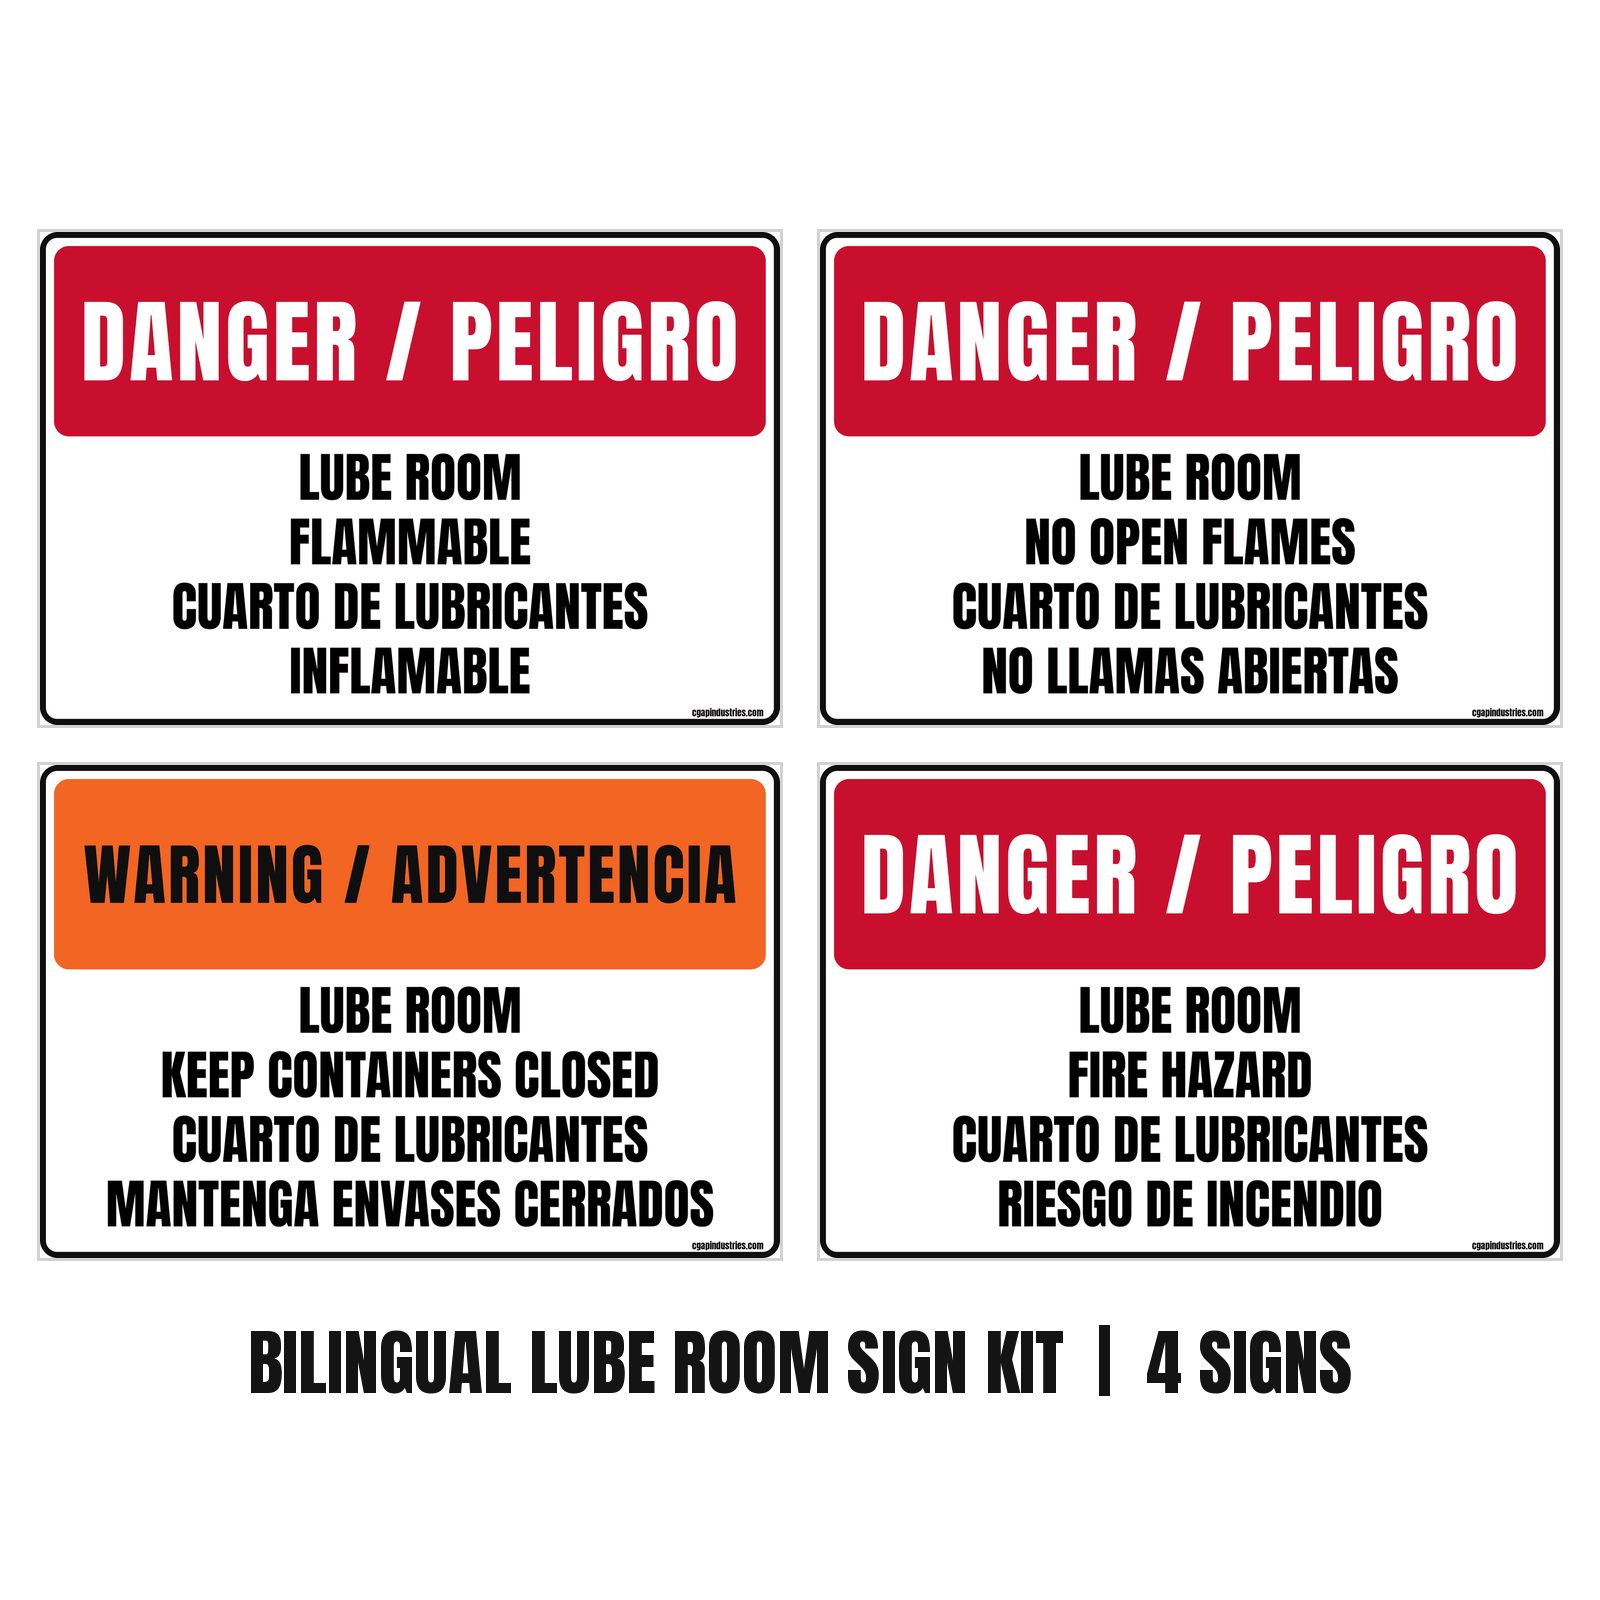 DANGER / PELIGRO
LUBE ROOM
FLAMMABLE
CUARTO DE LUBRICANTES
INFLAMABLE
cgapindustries.com
DANGER / PELIGRO
LUBE ROOM
NO OPEN FLAMES
CUARTO DE LUBRICANTES
NO LLAMAS ABIERTAS
cgapindustries.com
WARNING / ADVERTENCIA
LUBE ROOM
KEEP CONTAINERS CLOSED
CUARTO DE LUBRICANTES
MANTENGA ENVASES CERRADOS
cgapindustries.com
DANGER / PELIGRO
LUBE ROOM
FIRE HAZARD
CUARTO DE LUBRICANTES
RIESGO DE INCENDIO
cgapindustries.com
BILINGUAL LUBE ROOM SIGN KIT | 4 SIGNS